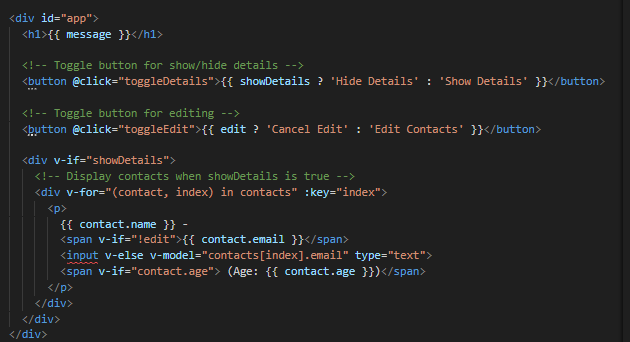 <div id="app">
<h1>{{ message }}</h1>
<!-- Toggle button for show/hide details -->
<button @click="toggleDetails">{{ showDetails ? 'Hide Details' : 'Show Details' }}</button>
<!-- Toggle button for editing -->
<button @click="toggleEdit">{{ edit ? 'Cancel Edit' : 'Edit Contacts' }}</button>
<div v-if="showDetails">
<!-- Display contacts when showDetails is true -->
<div v-for="(contact, index) in contacts" :key="index">
<p>
{{ contact.name }} -
<span v-if="!edit">{{ contact.email }}</span>
<input v-else v-model="contacts[index].email" type="text">
<span v-if="contact.age"> (Age: {{ contact.age }})</span>
</p>
</div>
</div>
</div>